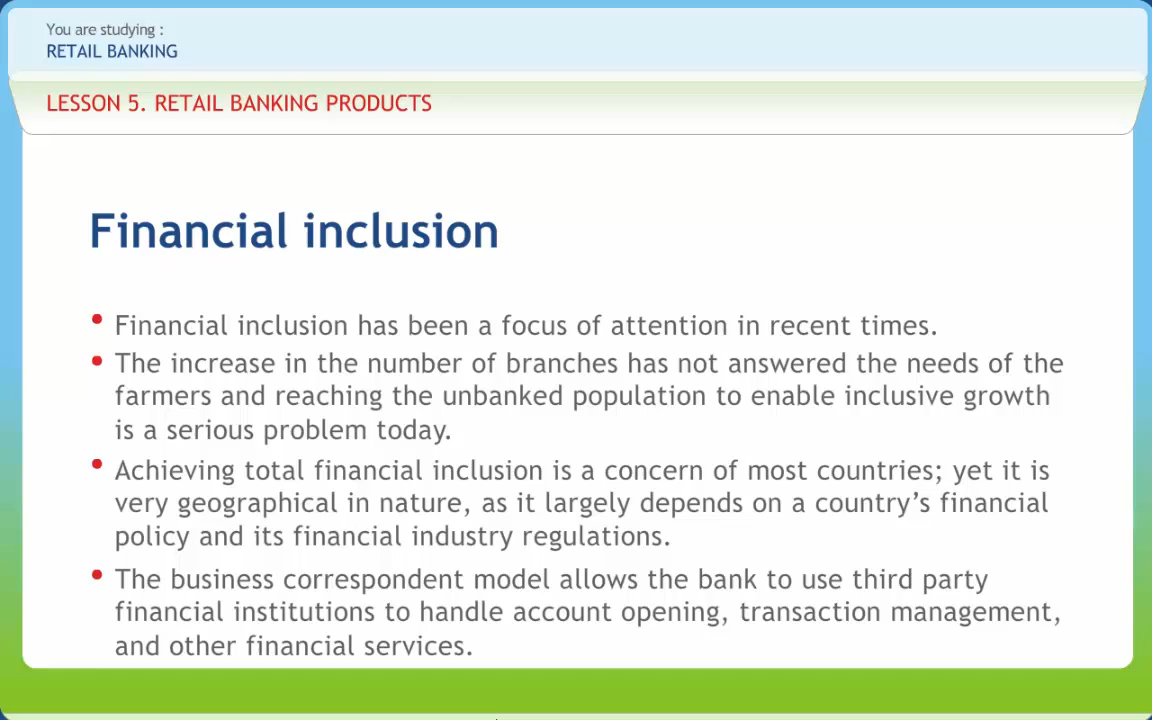 You are studying :
RETAIL BANKING
LESSON 5. RETAIL BANKING PRODUCTS
Financial inclusion
• Financial inclusion has been a focus of attention in recent times.
• The increase in the number of branches has not answered the needs of the
farmers and reaching the unbanked population to enable inclusive growth
is a serious problem today.
• Achieving total financial inclusion is a concern of most countries; yet it is
very geographical in nature, as it largely depends on a country’s financial
policy and its financial industry regulations.
• The business correspondent model allows the bank to use third party
financial institutions to handle account opening, transaction management,
and other financial services.